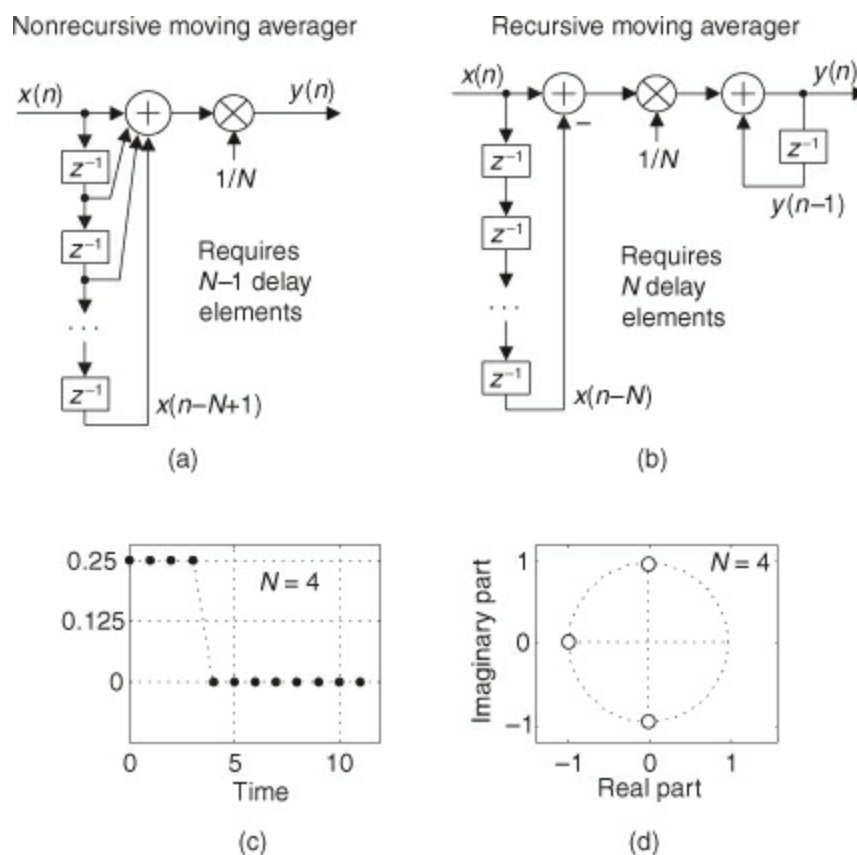 Nonrecursive moving averager
x(n)
+
y(n)
z⁻¹
1/N
z⁻¹
Requires
N–1 delay
elements
. . .
z⁻¹
x(n–N+1)
(a)
Recursive moving averager
x(n)
+
+
y(n)
–
z⁻¹
1/N
z⁻¹
y(n–1)
z⁻¹
Requires
N delay
elements
. . .
z⁻¹
x(n–N)
(b)
0.25
N = 4
0.125
0
0 5 10
Time
(c)
Imaginary part
1
N = 4
0
–1
–1 0 1
Real part
(d)